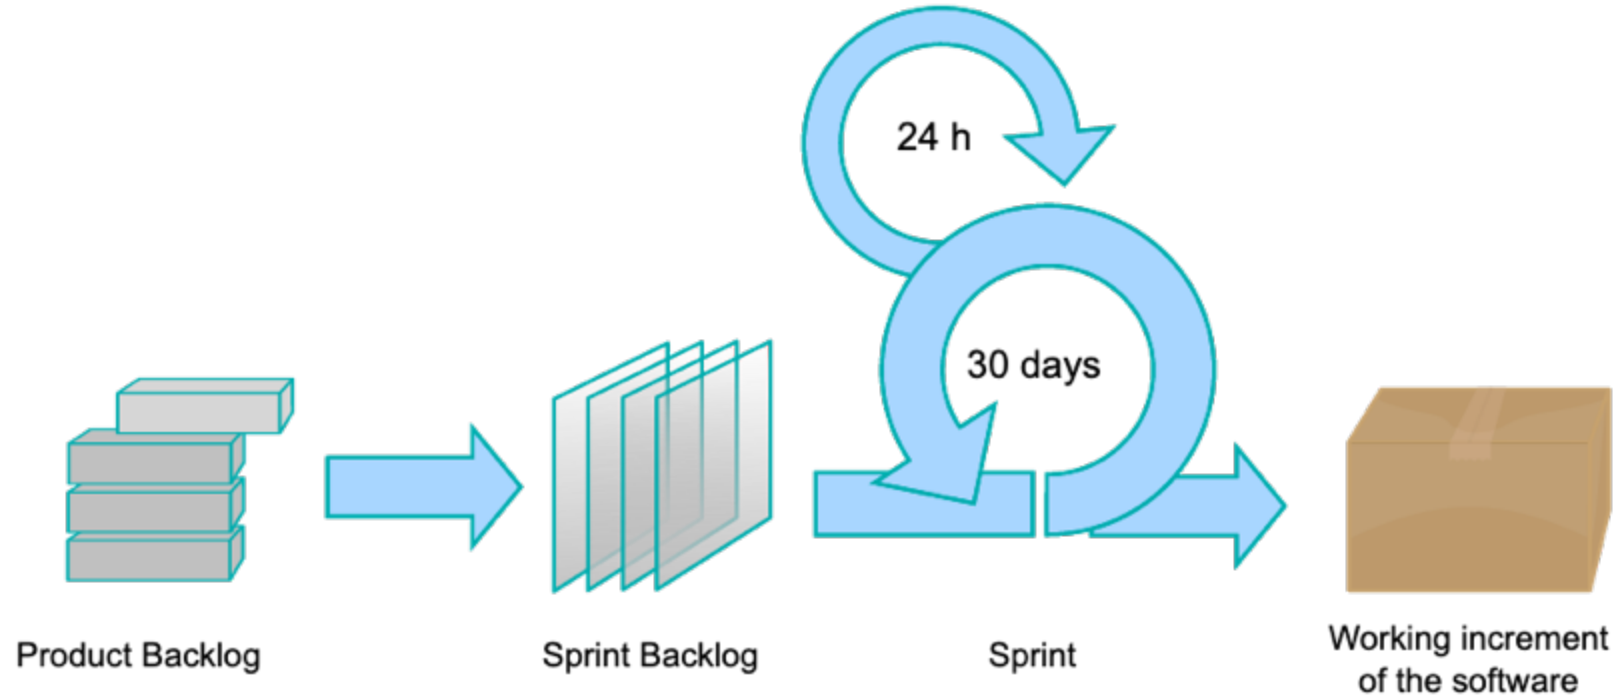 24 h
30 days
Product Backlog
Sprint Backlog
Sprint
Working increment
of the software